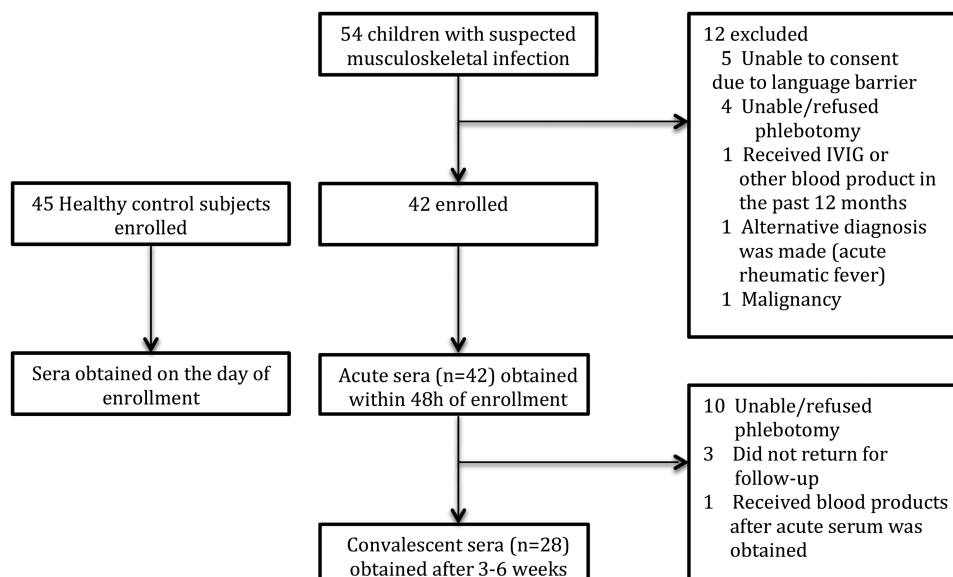 54 children with suspected
musculoskeletal infection
12 excluded
5 Unable to consent
due to language barrier
4 Unable/refused
phlebotomy
1 Received IVIG or
other blood product in
the past 12 months
1 Alternative diagnosis
was made (acute
rheumatic fever)
1 Malignancy
45 Healthy control subjects
enrolled
42 enrolled
Sera obtained on the day of
enrollment
Acute sera (n=42) obtained
within 48h of enrollment
10 Unable/refused
phlebotomy
3 Did not return for
follow-up
1 Received blood products
after acute serum was
obtained
Convalescent sera (n=28)
obtained after 3-6 weeks